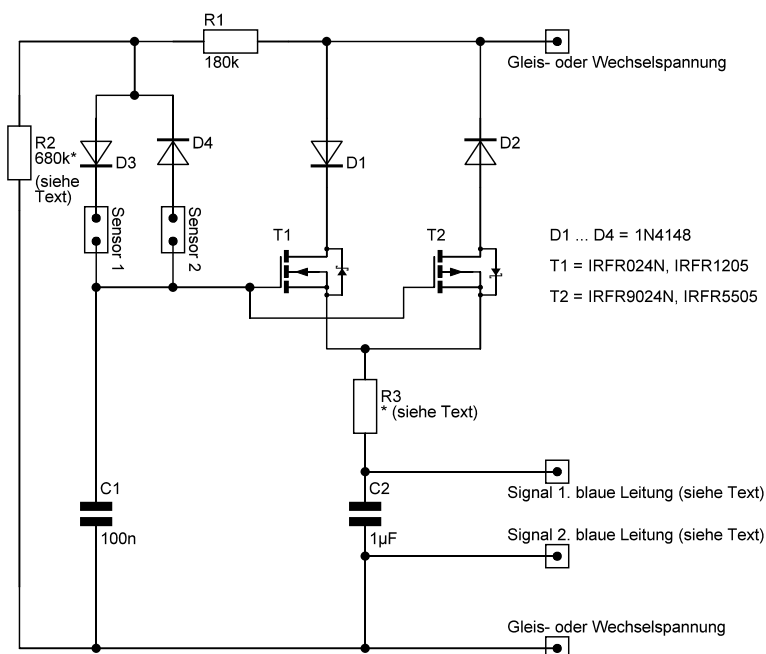 R1
180k
Gleis- oder Wechselspannung
R2
680k*
(siehe
Text)
D3
D4
D1
D2
Sensor 1
Sensor 2
T1
T2
D1 ... D4 = 1N4148
T1 = IRFR024N, IRFR1205
T2 = IRFR9024N, IRFR5505
R3
* (siehe Text)
C1
100n
C2
1µF
Signal 1. blaue Leitung (siehe Text)
Signal 2. blaue Leitung (siehe Text)
Gleis- oder Wechselspannung